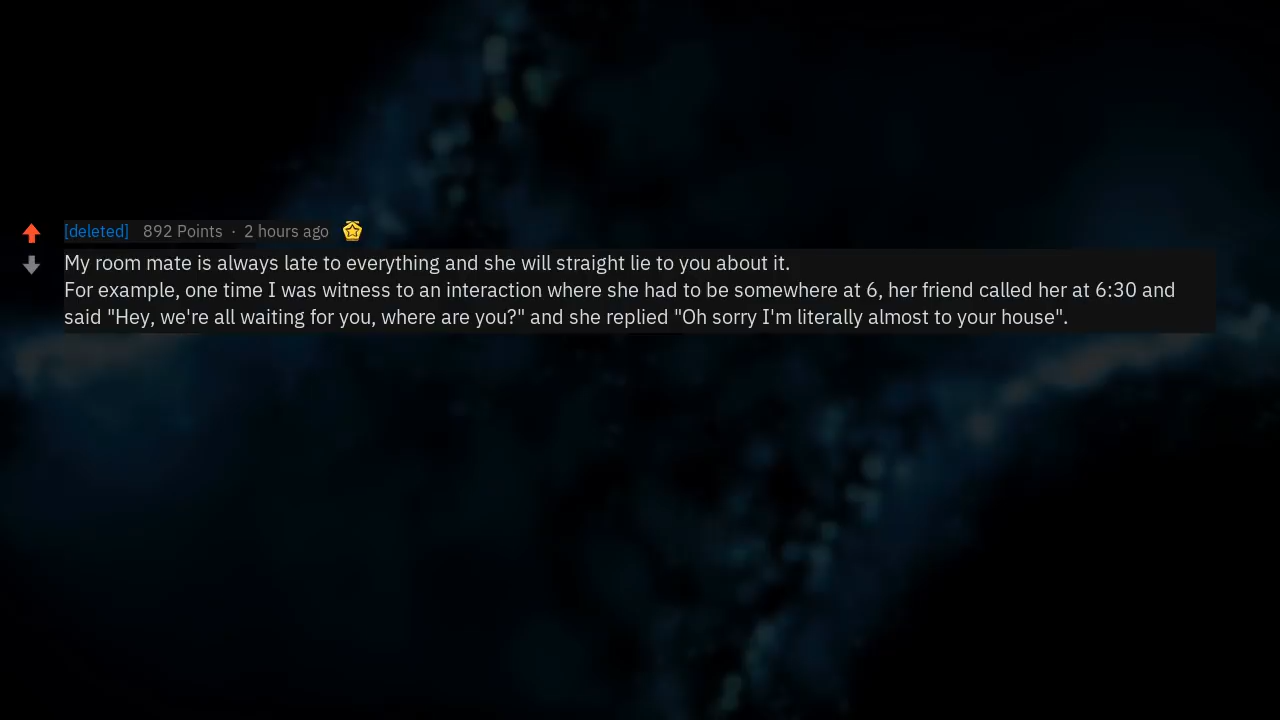 [deleted] 892 Points · 2 hours ago
My room mate is always late to everything and she will straight lie to you about it.
For example, one time I was witness to an interaction where she had to be somewhere at 6, her friend called her at 6:30 and
said "Hey, we're all waiting for you, where are you?" and she replied "Oh sorry I'm literally almost to your house".